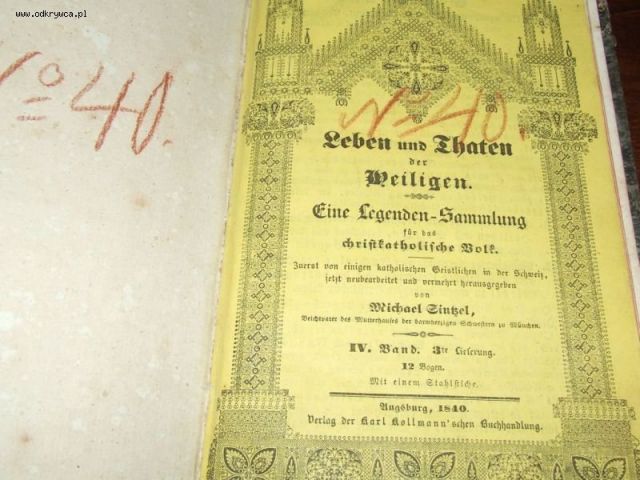 www.odkrywca.pl
No 40.
No 40.
Leben und Thaten
der
Heiligen.
Eine Legenden-Sammlung
für das
christkatholische Volk.
Zuerst von einigen katholischen Geistlichen in der Schweiz,
jetzt neubearbeitet und vermehrt herausgegeben
von
Michael Sintzel,
Beichtvater des Mutterhauses der barmherzigen Schwestern zu München.
IV. Band. 3te Lieferung.
12 Bogen.
Mit einem Stahlstiche.
Augsburg, 1840.
Verlag der Karl Kollmann'schen Buchhandlung.